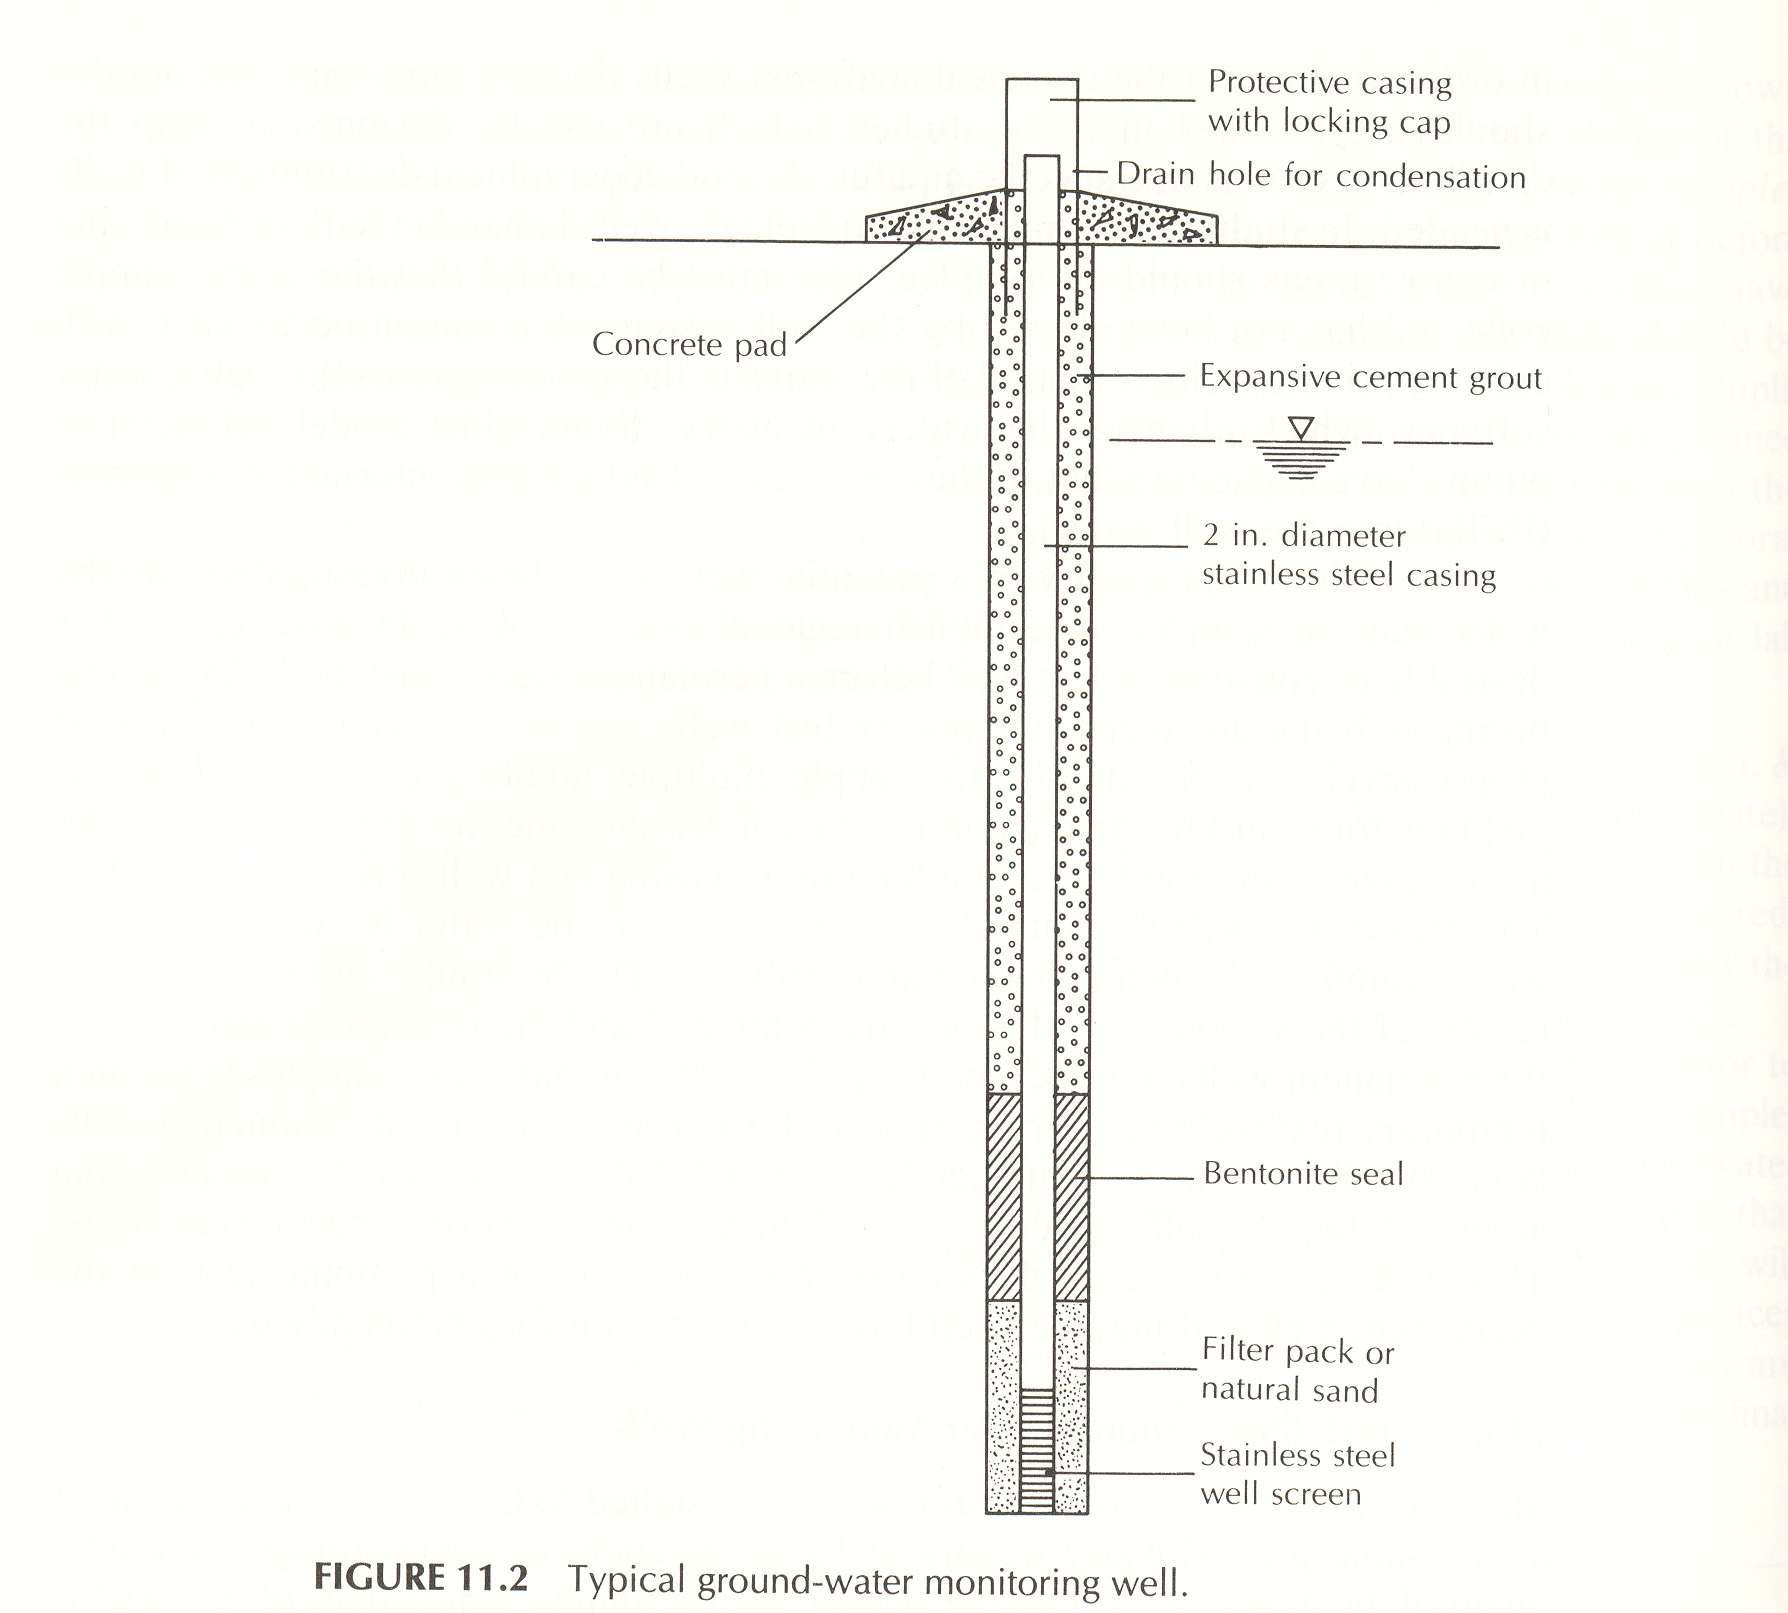 Protective casing
with locking cap
Drain hole for condensation
Concrete pad
Expansive cement grout
2 in. diameter
stainless steel casing
Bentonite seal
Filter pack or
natural sand
Stainless steel
well screen
FIGURE 11.2 Typical ground-water monitoring well.